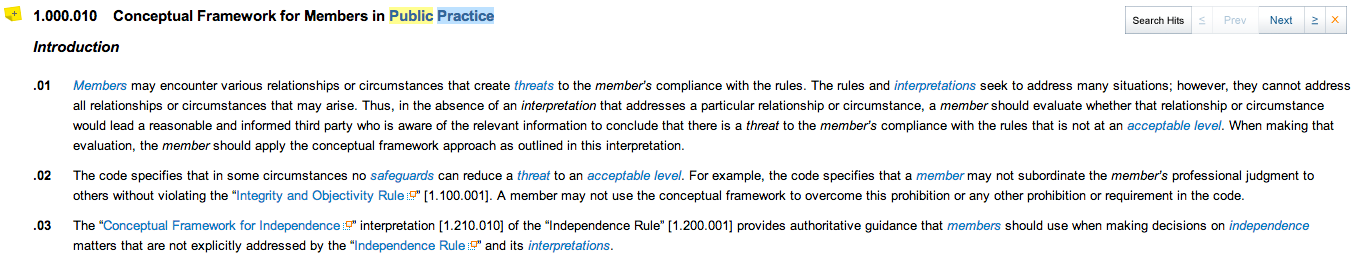 1.000.010 Conceptual Framework for Members in Public Practice
Search Hits ≤ Prev Next ≥ X
Introduction
.01 Members may encounter various relationships or circumstances that create threats to the member's compliance with the rules. The rules and interpretations seek to address many situations; however, they cannot address
all relationships or circumstances that may arise. Thus, in the absence of an interpretation that addresses a particular relationship or circumstance, a member should evaluate whether that relationship or circumstance
would lead a reasonable and informed third party who is aware of the relevant information to conclude that there is a threat to the member's compliance with the rules that is not at an acceptable level. When making that
evaluation, the member should apply the conceptual framework approach as outlined in this interpretation.
.02 The code specifies that in some circumstances no safeguards can reduce a threat to an acceptable level. For example, the code specifies that a member may not subordinate the member's professional judgment to
others without violating the “Integrity and Objectivity Rule” [1.100.001]. A member may not use the conceptual framework to overcome this prohibition or any other prohibition or requirement in the code.
.03 The “Conceptual Framework for Independence” interpretation [1.210.010] of the “Independence Rule” [1.200.001] provides authoritative guidance that members should use when making decisions on independence
matters that are not explicitly addressed by the “Independence Rule” and its interpretations.